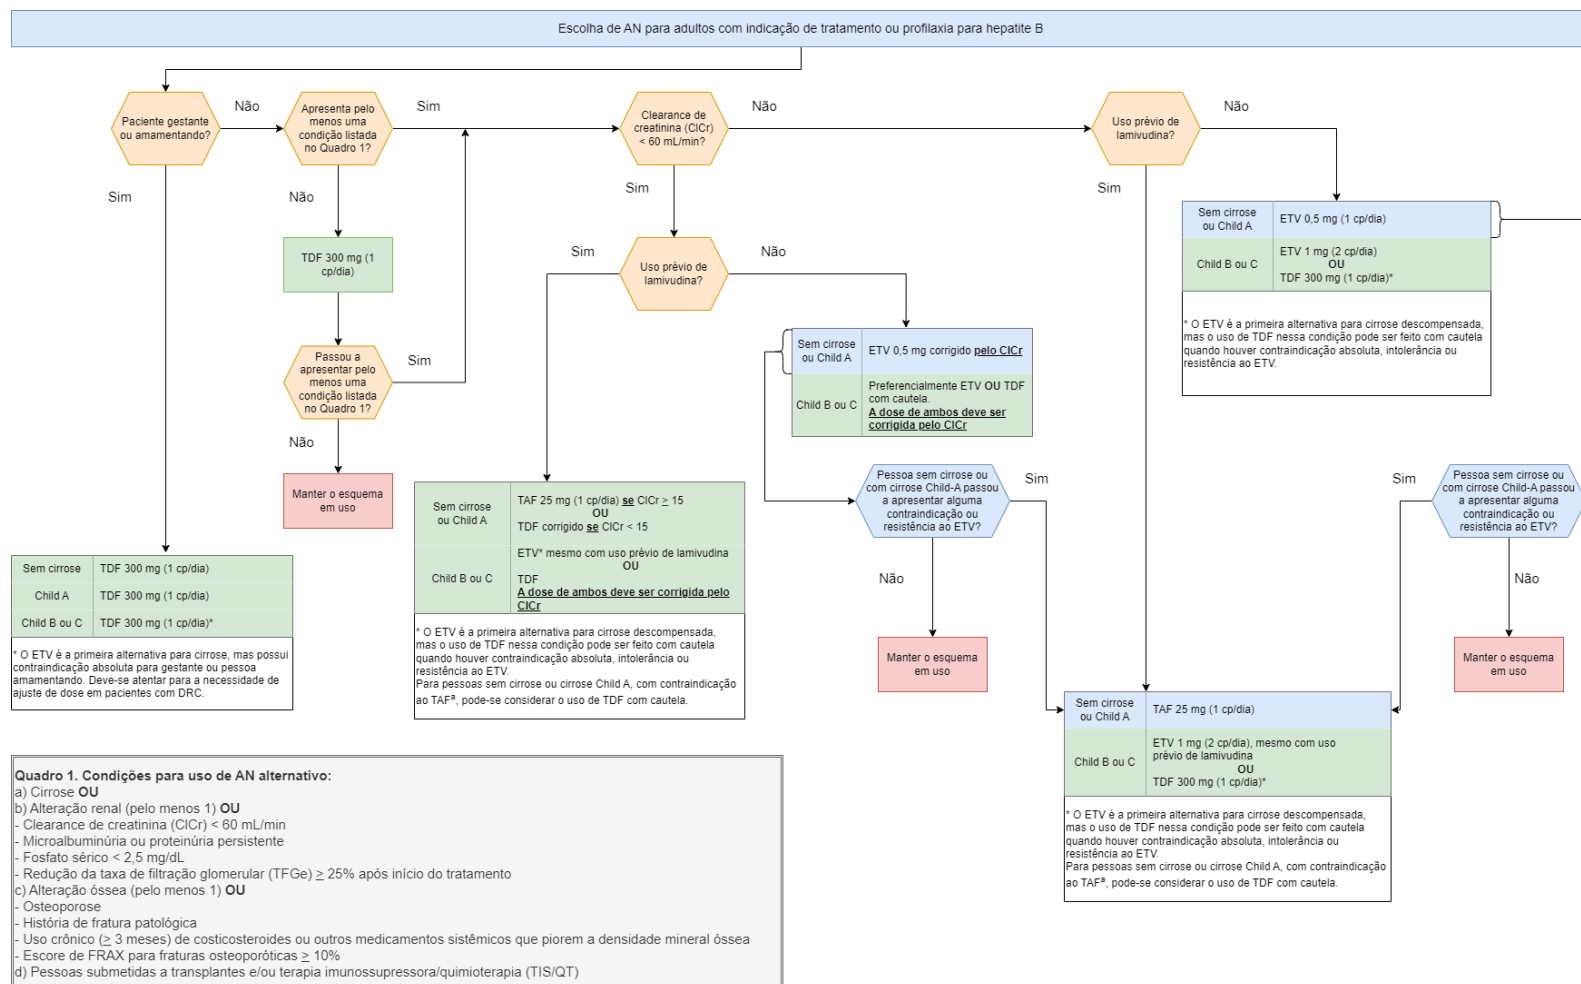 Escolha de AN para adultos com indicação de tratamento ou profilaxia para hepatite B
Paciente gestante
ou amamentando?
Não
Sim
Apresenta pelo
menos uma
condição listada
no Quadro 1?
Sim
Não
TDF 300 mg (1
cp/dia)
Passou a
apresentar pelo
menos uma
condição listada
no Quadro 1?
Sim
Não
Manter o esquema
em uso
Clearance de
creatinina (ClCr)
< 60 mL/min?
Não
Sim
Uso prévio de
lamivudina?
Sim
Não
Uso prévio de
lamivudina?
Não
Sim
Sem cirrose
ou Child A
ETV 0,5 mg (1 cp/dia)
Child B ou C
ETV 1 mg (2 cp/dia)
OU
TDF 300 mg (1 cp/dia)*
* O ETV é a primeira alternativa para cirrose descompensada,
mas o uso de TDF nessa condição pode ser feito com cautela
quando houver contraindicação absoluta, intolerância ou
resistência ao ETV.
Sem cirrose
ou Child A
ETV 0,5 mg corrigido pelo ClCr
Child B ou C
Preferencialmente ETV OU TDF
com cautela.
A dose de ambos deve ser
corrigida pelo ClCr
Pessoa sem cirrose ou
com cirrose Child-A passou
a apresentar alguma
contraindicação ou
resistência ao ETV?
Sim
Não
Manter o esquema
em uso
Sim
Pessoa sem cirrose ou
com cirrose Child-A passou
a apresentar alguma
contraindicação ou
resistência ao ETV?
Não
Manter o esquema
em uso
Sem cirrose
ou Child A
TAF 25 mg (1 cp/dia) se ClCr ≥ 15
OU
TDF corrigido se ClCr < 15
Child B ou C
ETV* mesmo com uso prévio de lamivudina
OU
TDF
A dose de ambos deve ser corrigida pelo
ClCr
* O ETV é a primeira alternativa para cirrose descompensada,
mas o uso de TDF nessa condição pode ser feito com cautela
quando houver contraindicação absoluta, intolerância ou
resistência ao ETV.
Para pessoas sem cirrose ou cirrose Child A, com contraindicação
ao TAFª, pode-se considerar o uso de TDF com cautela.
Sem cirrose
TDF 300 mg (1 cp/dia)
Child A
TDF 300 mg (1 cp/dia)
Child B ou C
TDF 300 mg (1 cp/dia)*
* O ETV é a primeira alternativa para cirrose, mas possui
contraindicação absoluta para gestante ou pessoa
amamentando. Deve-se atentar para a necessidade de
ajuste de dose em pacientes com DRC.
Sem cirrose
ou Child A
TAF 25 mg (1 cp/dia)
Child B ou C
ETV 1 mg (2 cp/dia), mesmo com uso
prévio de lamivudina
OU
TDF 300 mg (1 cp/dia)*
* O ETV é a primeira alternativa para cirrose descompensada,
mas o uso de TDF nessa condição pode ser feito com cautela
quando houver contraindicação absoluta, intolerância ou
resistência ao ETV.
Para pessoas sem cirrose ou cirrose Child A, com contraindicação
ao TAFª, pode-se considerar o uso de TDF com cautela.
Quadro 1. Condições para uso de AN alternativo:
a) Cirrose OU
b) Alteração renal (pelo menos 1) OU
- Clearance de creatinina (ClCr) < 60 mL/min
- Microalbuminúria ou proteinúria persistente
- Fosfato sérico < 2,5 mg/dL
- Redução da taxa de filtração glomerular (TFGe) ≥ 25% após início do tratamento
c) Alteração óssea (pelo menos 1) OU
- Osteoporose
- História de fratura patológica
- Uso crônico (≥ 3 meses) de costicosteroides ou outros medicamentos sistêmicos que piorem a densidade mineral óssea
- Escore de FRAX para fraturas osteoporóticas ≥ 10%
d) Pessoas submetidas a transplantes e/ou terapia imunossupressora/quimioterapia (TIS/QT)